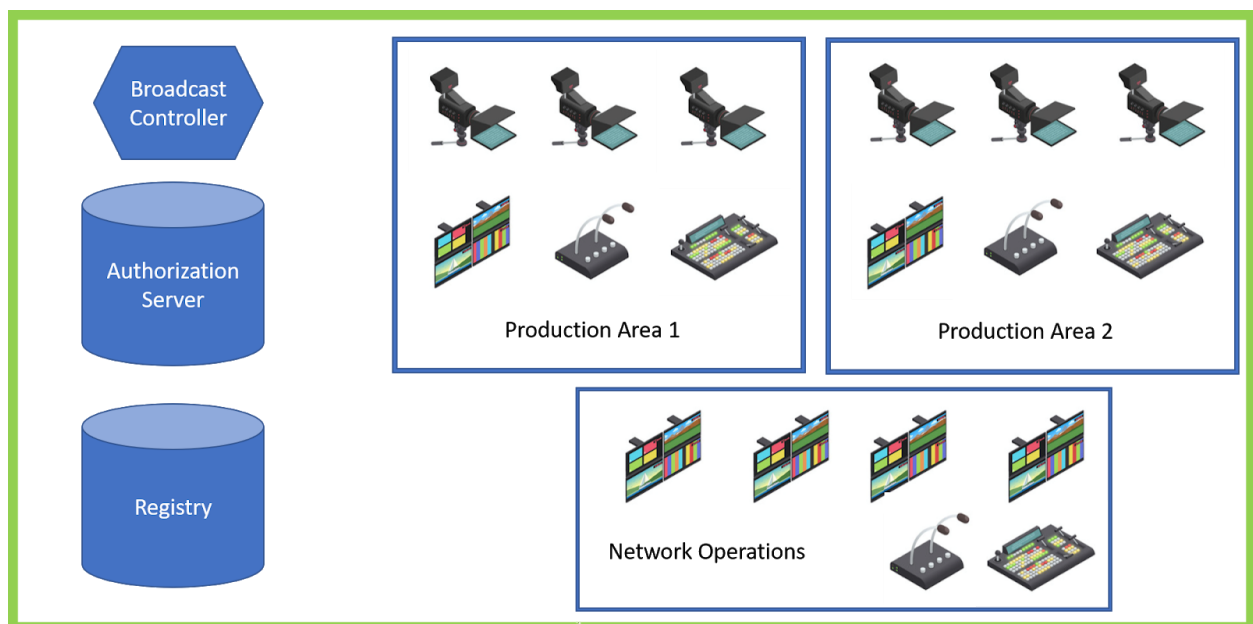 Broadcast
Controller
Authorization
Server
Registry
Production Area 1
Production Area 2
Network Operations